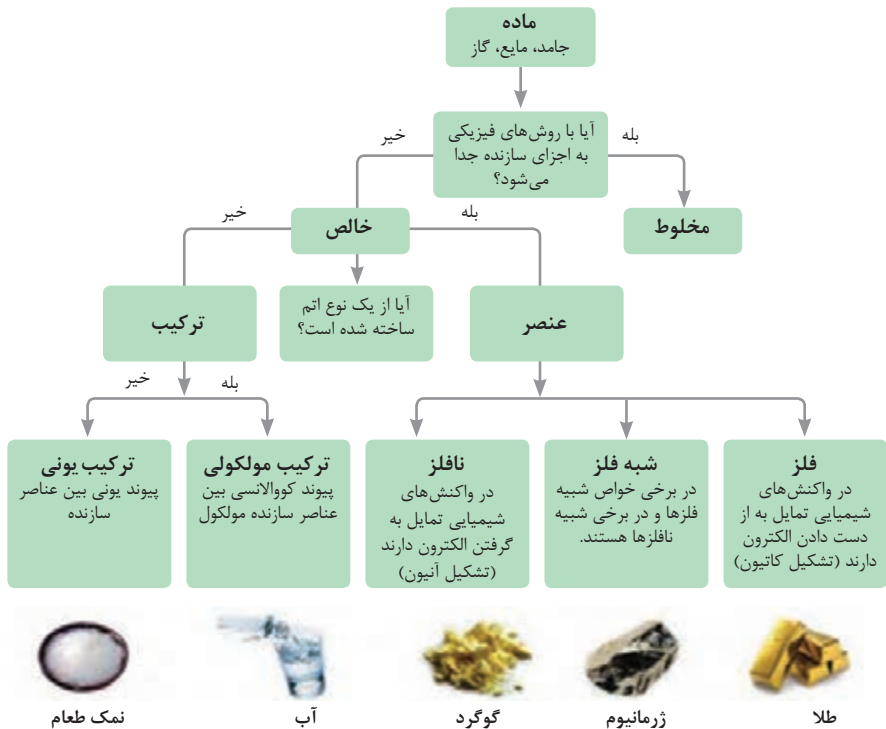 ماده
جامد، مایع، گاز
بله
آیا با روش‌های فیزیکی
به اجزای سازنده جدا
می‌شود؟
خیر
مخلوط
بله
خالص
خیر
عنصر
آیا از یک نوع اتم
ساخته شده است؟
ترکیب
بله
خیر
فلز
در واکنش‌های
شیمیایی تمایل به از
دست دادن الکترون
دارند (تشکیل کاتیون)
شبه فلز
در برخی خواص شبیه
فلزها و در برخی شبیه
نافلزها هستند.
نافلز
در واکنش‌های
شیمیایی تمایل به
گرفتن الکترون دارند
(تشکیل آنیون)
ترکیب مولکولی
پیوند کووالانسی بین
عناصر سازنده مولکول
ترکیب یونی
پیوند یونی بین عناصر
سازنده
طلا
ژرمانیوم
گوگرد
آب
نمک طعام